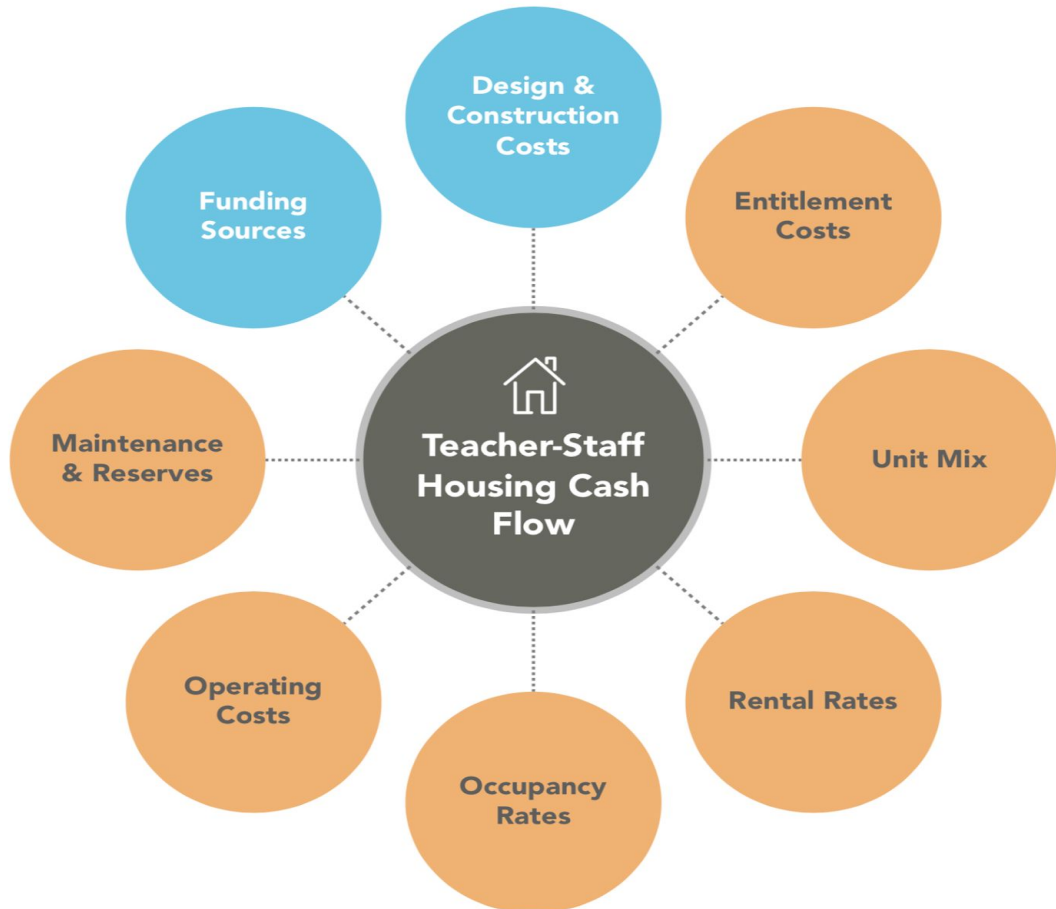 Design &
Construction
Costs
Entitlement
Costs
Unit Mix
Rental Rates
Occupancy
Rates
Operating
Costs
Maintenance
& Reserves
Funding
Sources
Teacher-Staff
Housing Cash
Flow